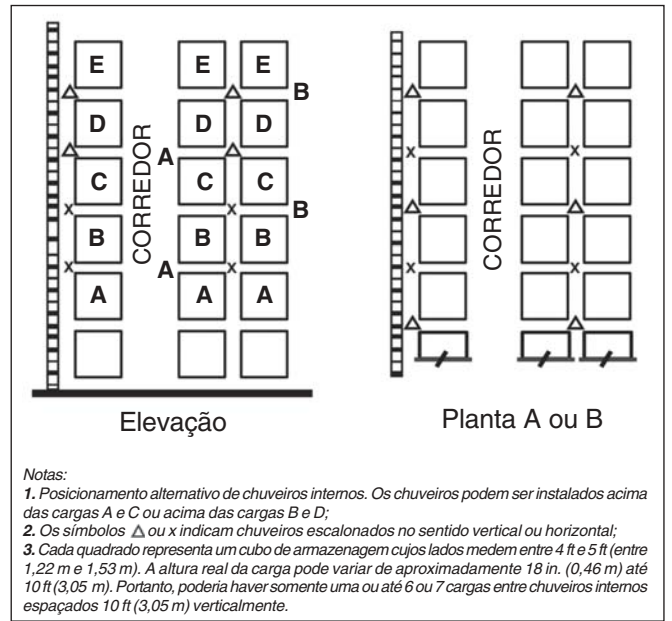 E E E
B
D D D
A
C C C
B
B B B
A
A A A
CORREDOR
Elevação
CORREDOR
x x
x x
Planta A ou B
Notas:
1. Posicionamento alternativo de chuveiros internos. Os chuveiros podem ser instalados acima
das cargas A e C ou acima das cargas B e D;
2. Os símbolos △ ou x indicam chuveiros escalonados no sentido vertical ou horizontal;
3. Cada quadrado representa um cubo de armazenagem cujos lados medem entre 4 ft e 5 ft (entre
1,22 m e 1,53 m). A altura real da carga pode variar de aproximadamente 18 in. (0,46 m) até
10 ft (3,05 m). Portanto, poderia haver somente uma ou até 6 ou 7 cargas entre chuveiros internos
espaçados 10 ft (3,05 m) verticalmente.